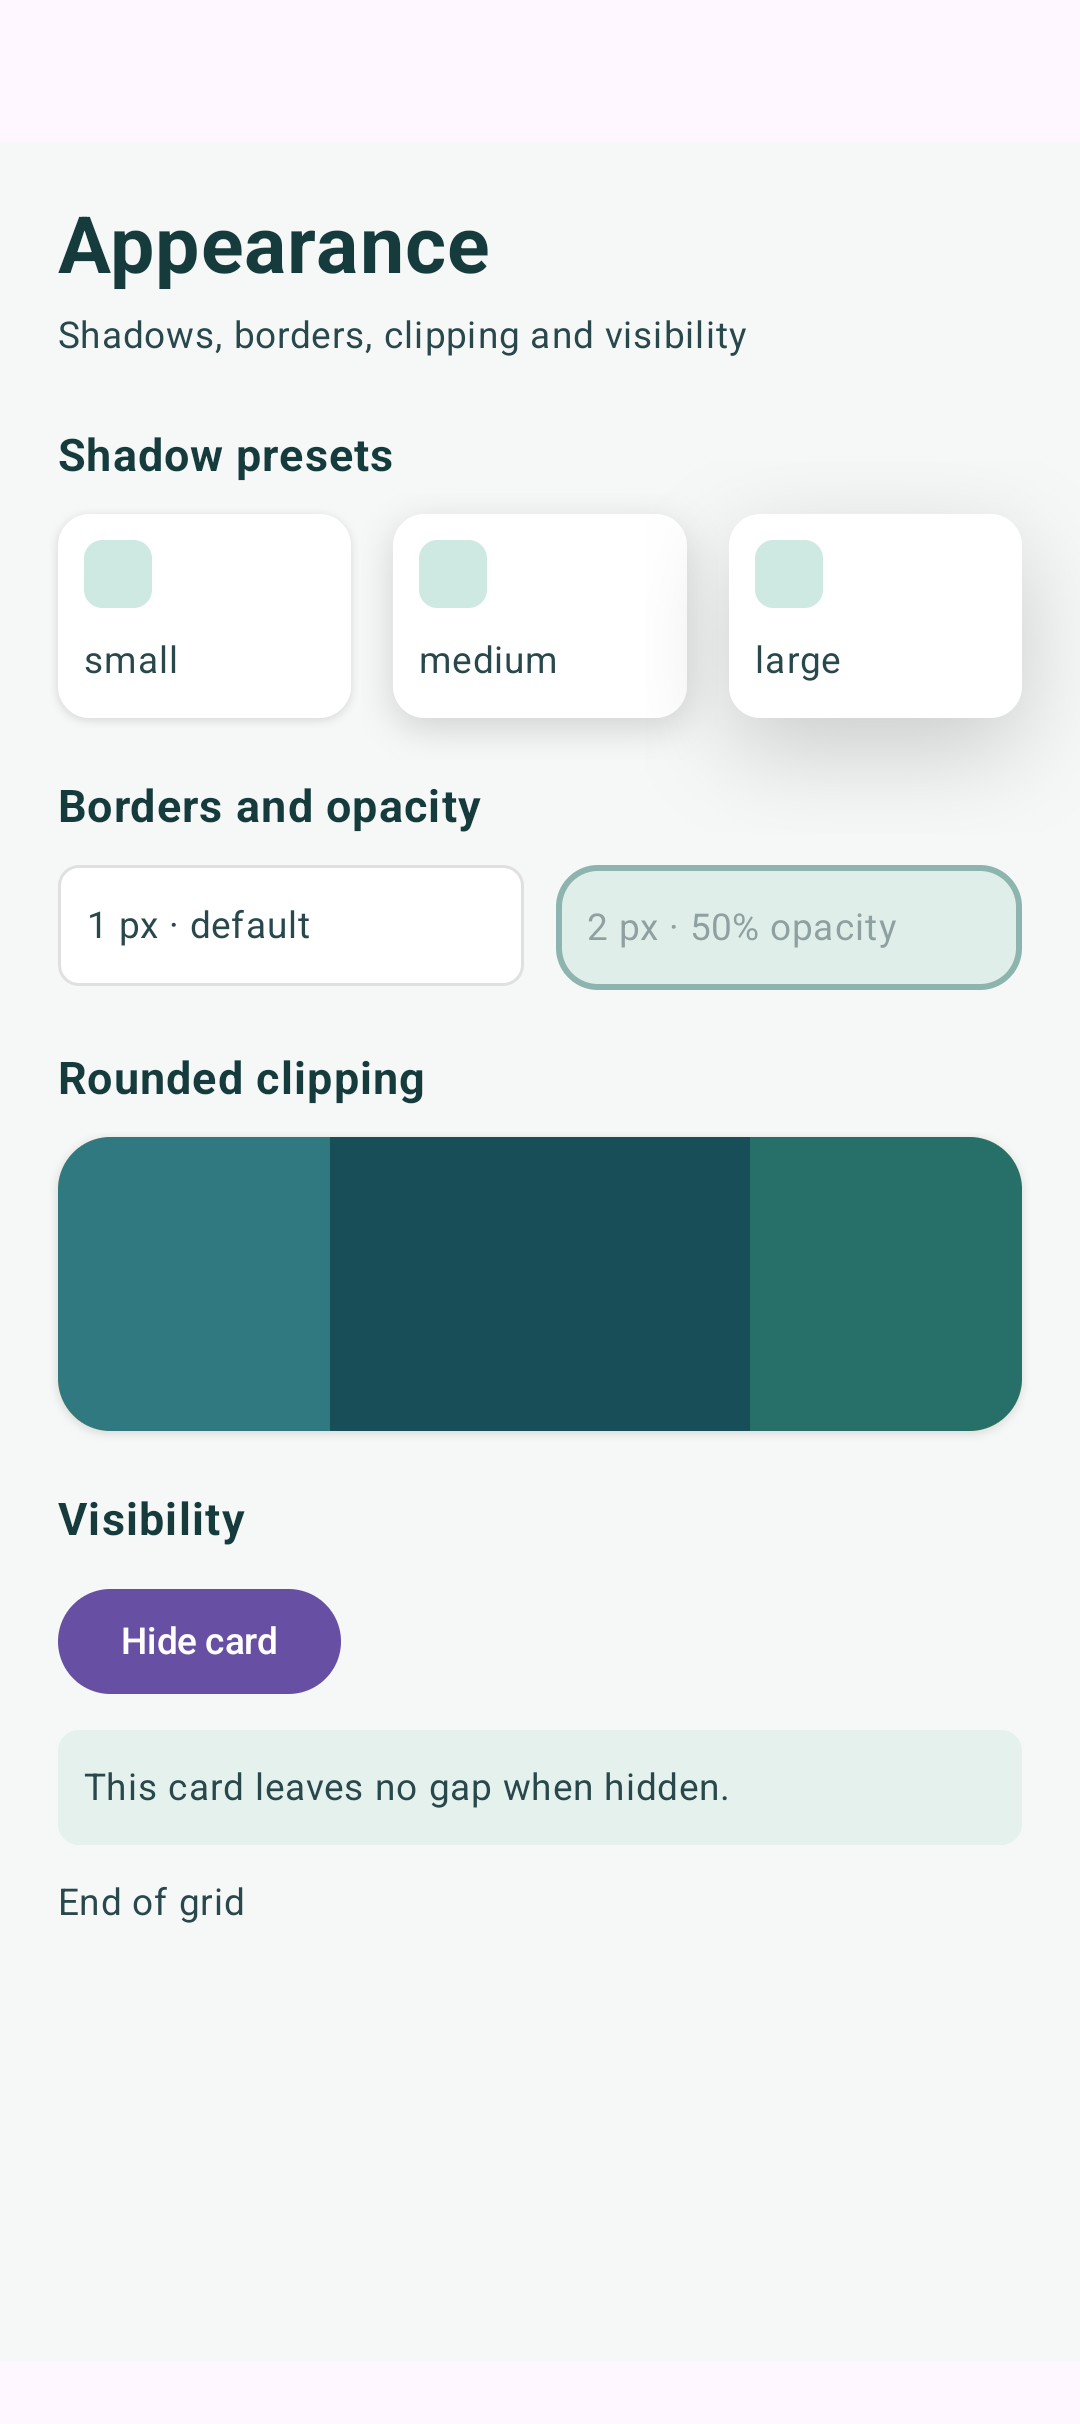 Appearance
Shadows, borders, clipping and visibility
Shadow presets
small
medium
large
Borders and opacity
1 px · default
2 px · 50% opacity
Rounded clipping
Visibility
Hide card
This card leaves no gap when hidden.
End of grid